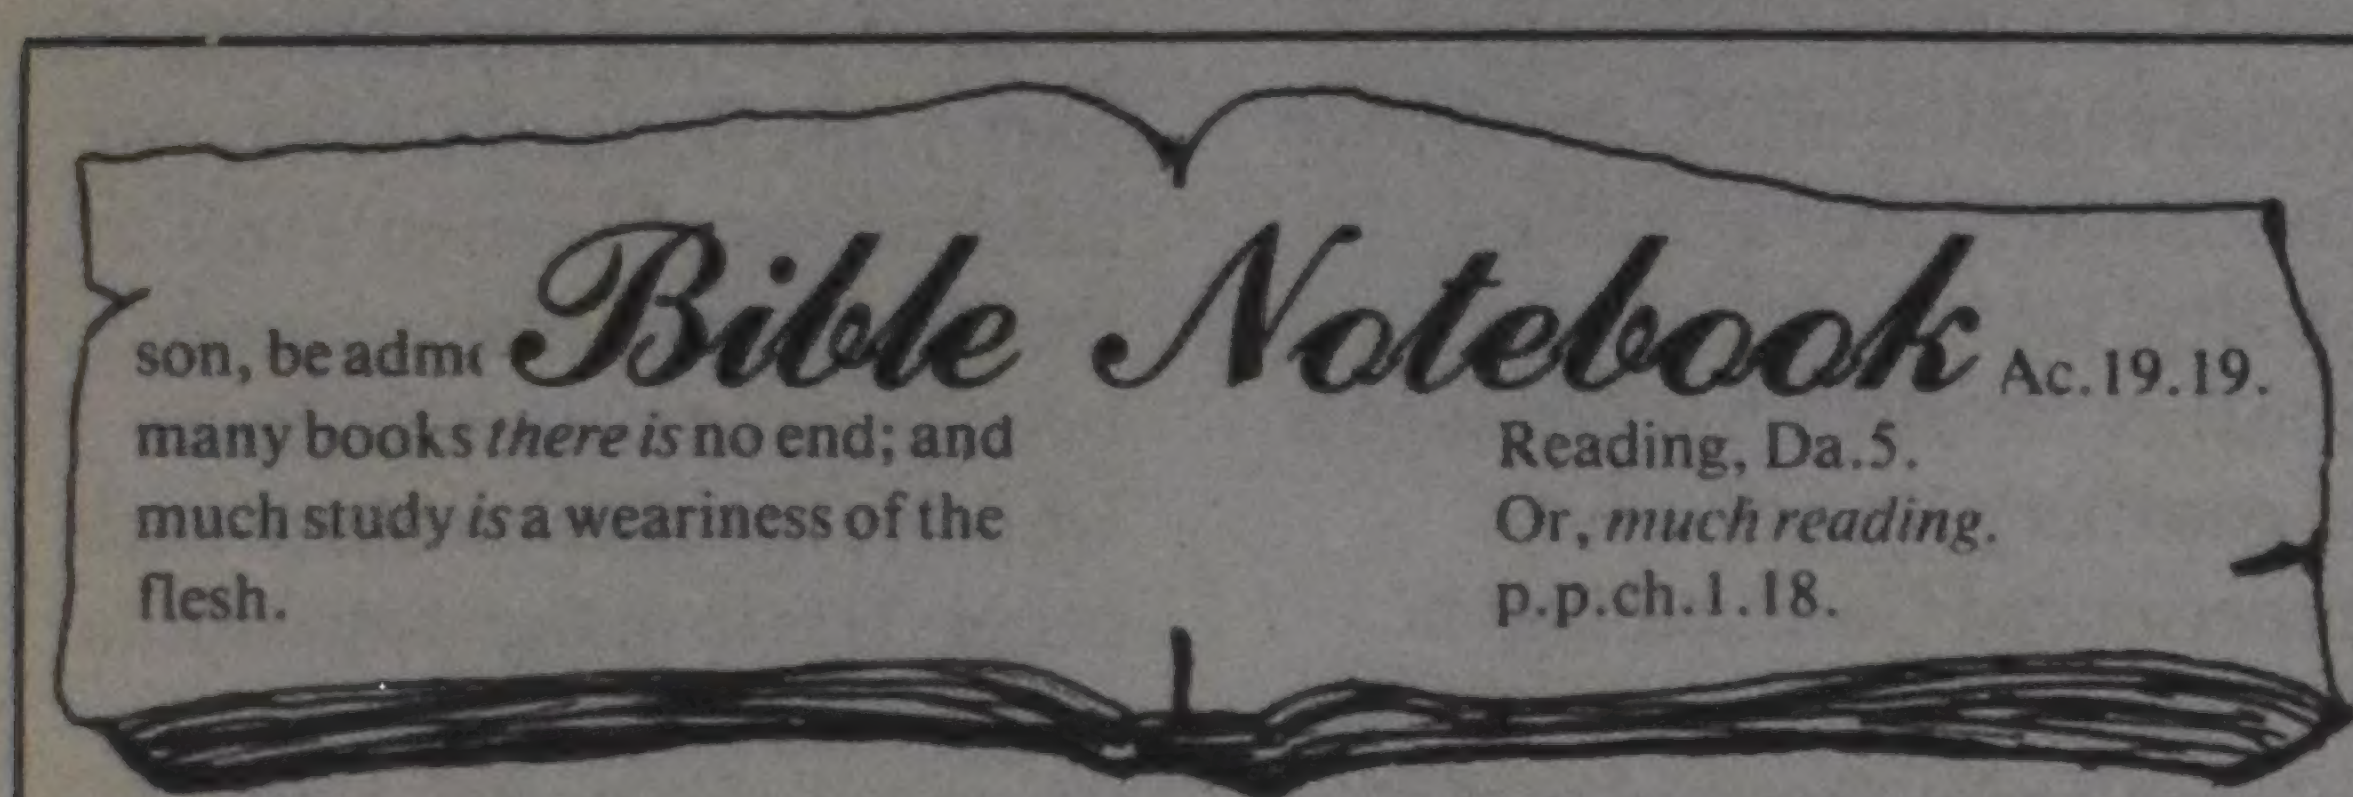 Bible Notebook
son, be adm
many books there is no end; and
much study is a weariness of the
flesh.
Ac.19.19.
Reading, Da.5.
Or, much reading.
p.p.ch.1.18.